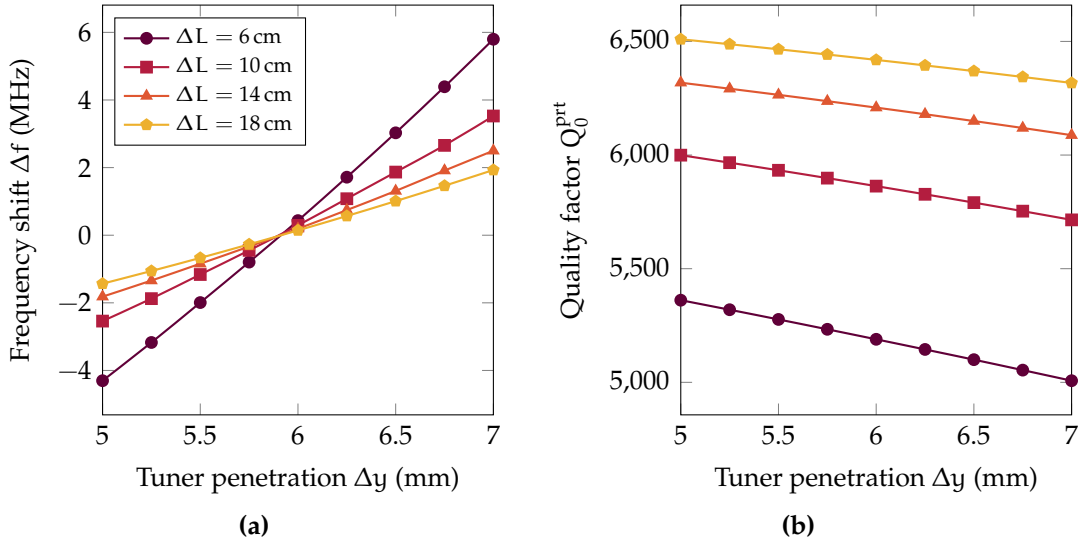 6
4
2
0
−2
−4
5
5.5
6
6.5
7
Frequency shift Δf (MHz)
Tuner penetration Δy (mm)
ΔL = 6 cm
ΔL = 10 cm
ΔL = 14 cm
ΔL = 18 cm
(a)
6,500
6,000
5,500
5,000
5
5.5
6
6.5
7
Quality factor Q₀ᵖʳᵗ
Tuner penetration Δy (mm)
(b)